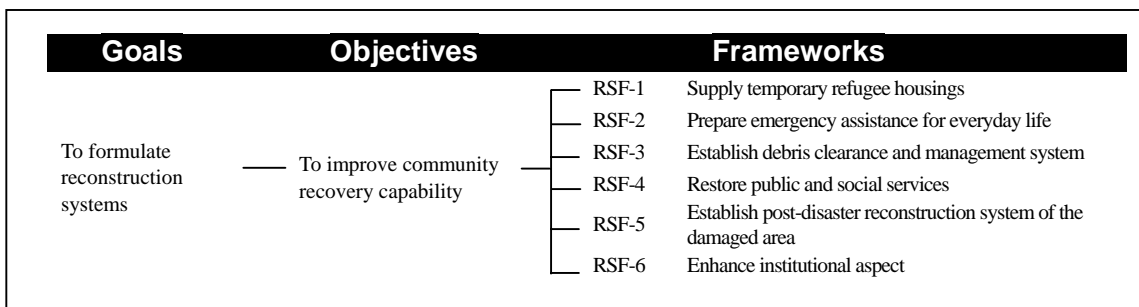 Goals Objectives Frameworks
RSF-1 Supply temporary refugee housings
RSF-2 Prepare emergency assistance for everyday life
To formulate
reconstruction
systems
To improve community
recovery capability
RSF-3 Establish debris clearance and management system
RSF-4 Restore public and social services
RSF-5 Establish post-disaster reconstruction system of the
damaged area
RSF-6 Enhance institutional aspect